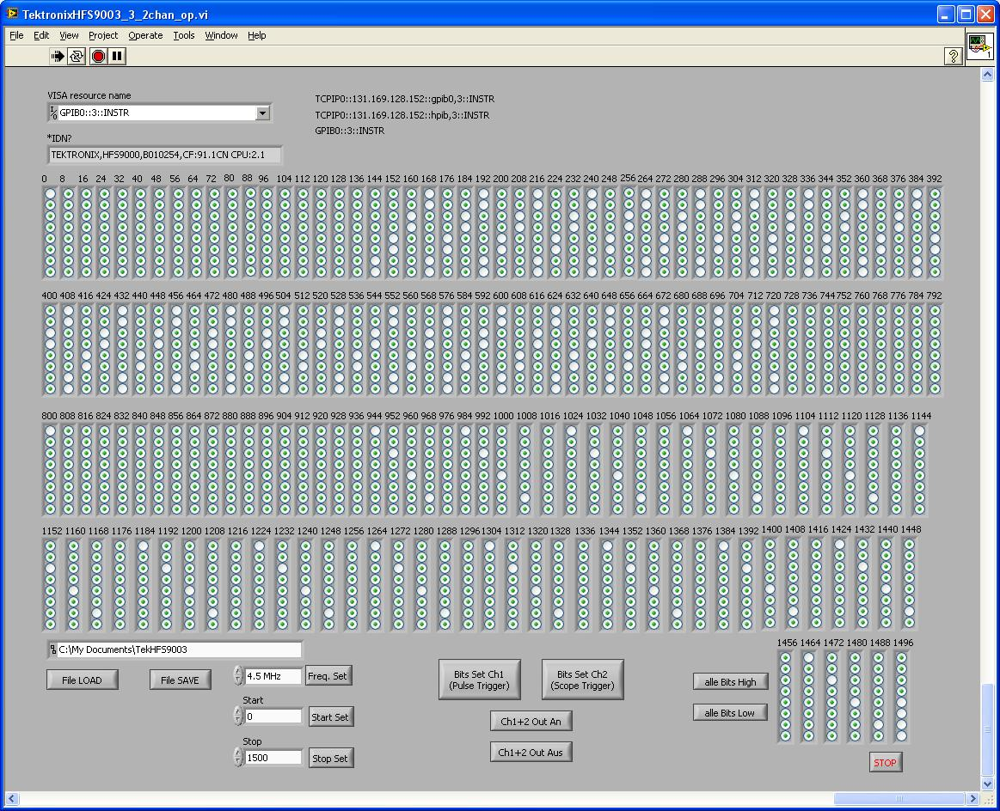 TektronixHFS9003_3_2chan_op.vi
File Edit View Project Operate Tools Window Help
1
VISA resource name
GPIB0::3::INSTR
TCPIP0::131.169.128.152::gpib0,3::INSTR
TCPIP0::131.169.128.152::hpib,3::INSTR
GPIB0::3::INSTR
*IDN?
TEKTRONIX,HFS9000,B010254,CF:91.1CN CPU:2.1
0 8 16 24 32 40 48 56 64 72 80 88 96 104 112 120 128 136 144 152 160 168 176 184 192 200 208 216 224 232 240 248 256 264 272 280 288 296 304 312 320 328 336 344 352 360 368 376 384 392
400 408 416 424 432 440 448 456 464 472 480 488 496 504 512 520 528 536 544 552 560 568 576 584 592 600 608 616 624 632 640 648 656 664 672 680 688 696 704 712 720 728 736 744 752 760 768 776 784 792
800 808 816 824 832 840 848 856 864 872 880 888 896 904 912 920 928 936 944 952 960 968 976 984 992 1000 1008 1016 1024 1032 1040 1048 1056 1064 1072 1080 1088 1096 1104 1112 1120 1128 1136 1144
1152 1160 1168 1176 1184 1192 1200 1208 1216 1224 1232 1240 1248 1256 1264 1272 1280 1288 1296 1304 1312 1320 1328 1336 1344 1352 1360 1368 1376 1384 1392 1400 1408 1416 1424 1432 1440 1448
1456 1464 1472 1480 1488 1496
C:\My Documents\TekHFS9003
File LOAD
File SAVE
4.5 MHz
Freq. Set
Start
0
Start Set
Stop
1500
Stop Set
Bits Set Ch1
(Pulse Trigger)
Bits Set Ch2
(Scope Trigger)
Ch1+2 Out An
Ch1+2 Out Aus
alle Bits High
alle Bits Low
STOP